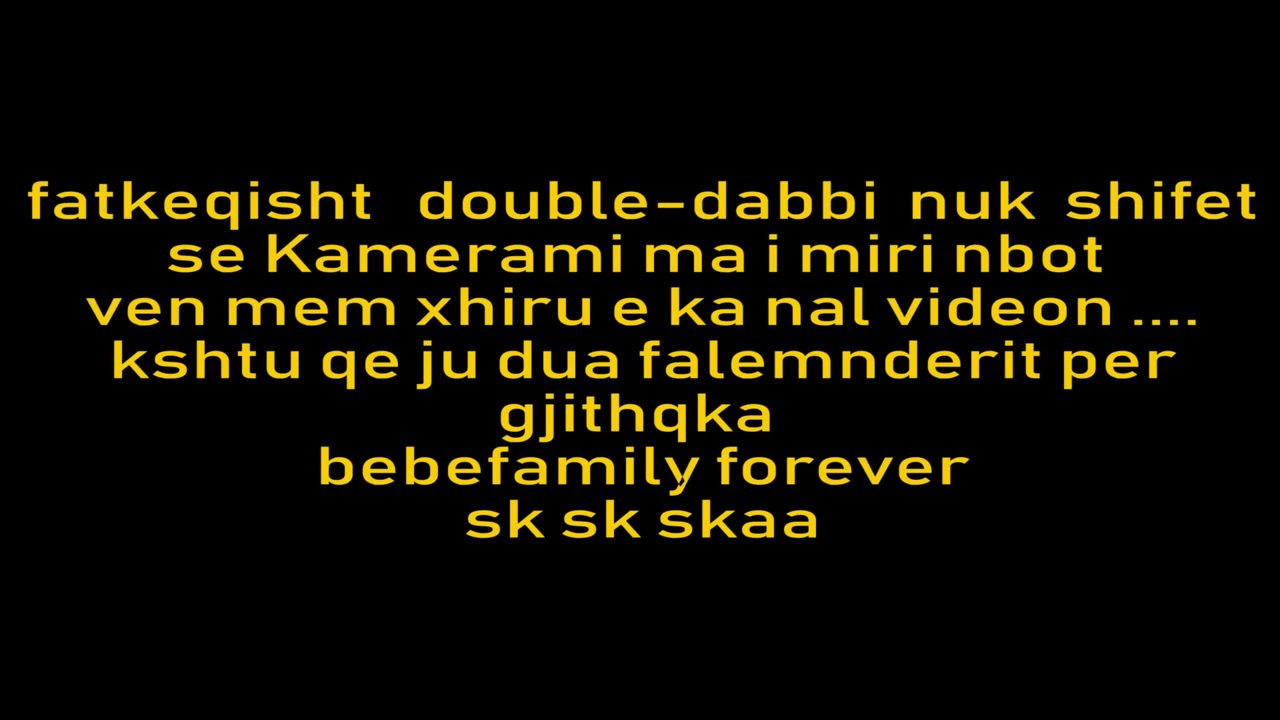 fatkeqisht double-dabbi nuk shifet
se Kamerami ma i miri nbot
ven mem xhiru e ka nal videon ....
kshtu qe ju dua falemnderit per
gjithqka
bebefamily forever
sk sk skaa